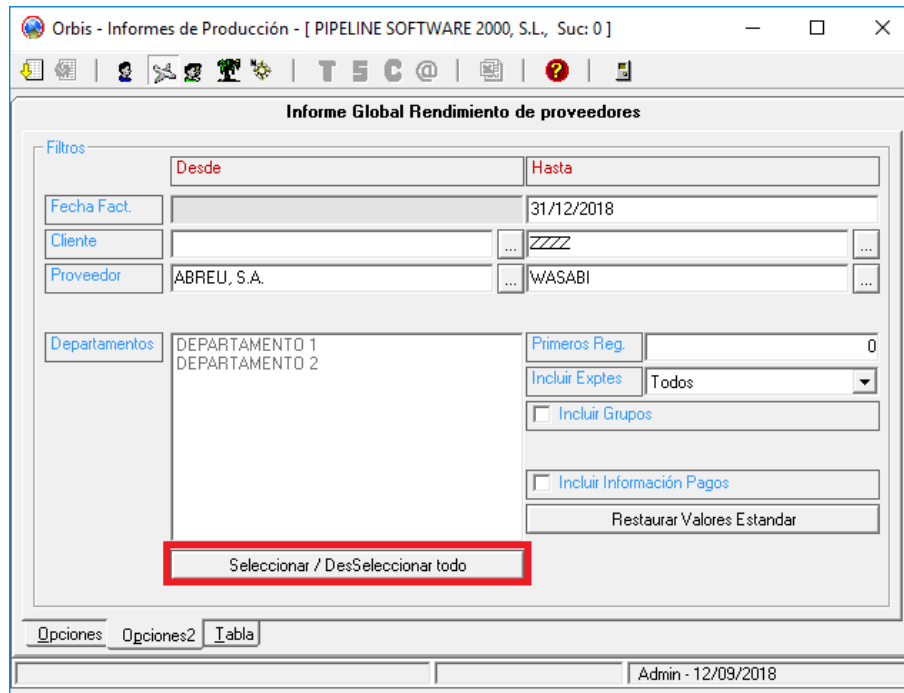 Orbis - Informes de Producción - [ PIPELINE SOFTWARE 2000, S.L., Suc: 0 ]
T S C @ ?
Informe Global Rendimiento de proveedores
Filtros
Desde Hasta
Fecha Fact. 31/12/2018
Cliente ... ZZZZ ...
Proveedor ABREU, S.A. ... WASABI ...
Departamentos DEPARTAMENTO 1 Primeros Reg. 0
DEPARTAMENTO 2
Incluir Exptes Todos
Incluir Grupos
Incluir Información Pagos
Restaurar Valores Estandar
Seleccionar / DesSeleccionar todo
Opciones Opciones2 Tabla
Admin - 12/09/2018